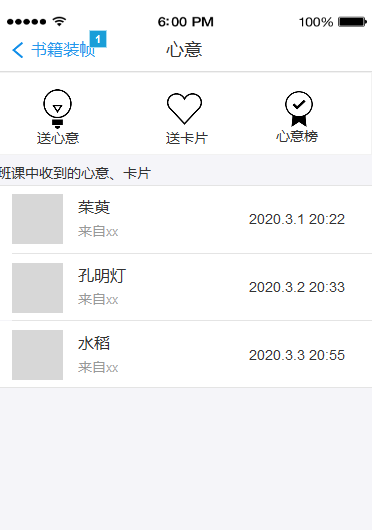 6:00 PM 100%
书籍装帧 1 心意
送心意 送卡片 心意榜
班课中收到的心意、卡片
茱萸
来自xx 2020.3.1 20:22
孔明灯
来自xx 2020.3.2 20:33
水稻
来自xx 2020.3.3 20:55